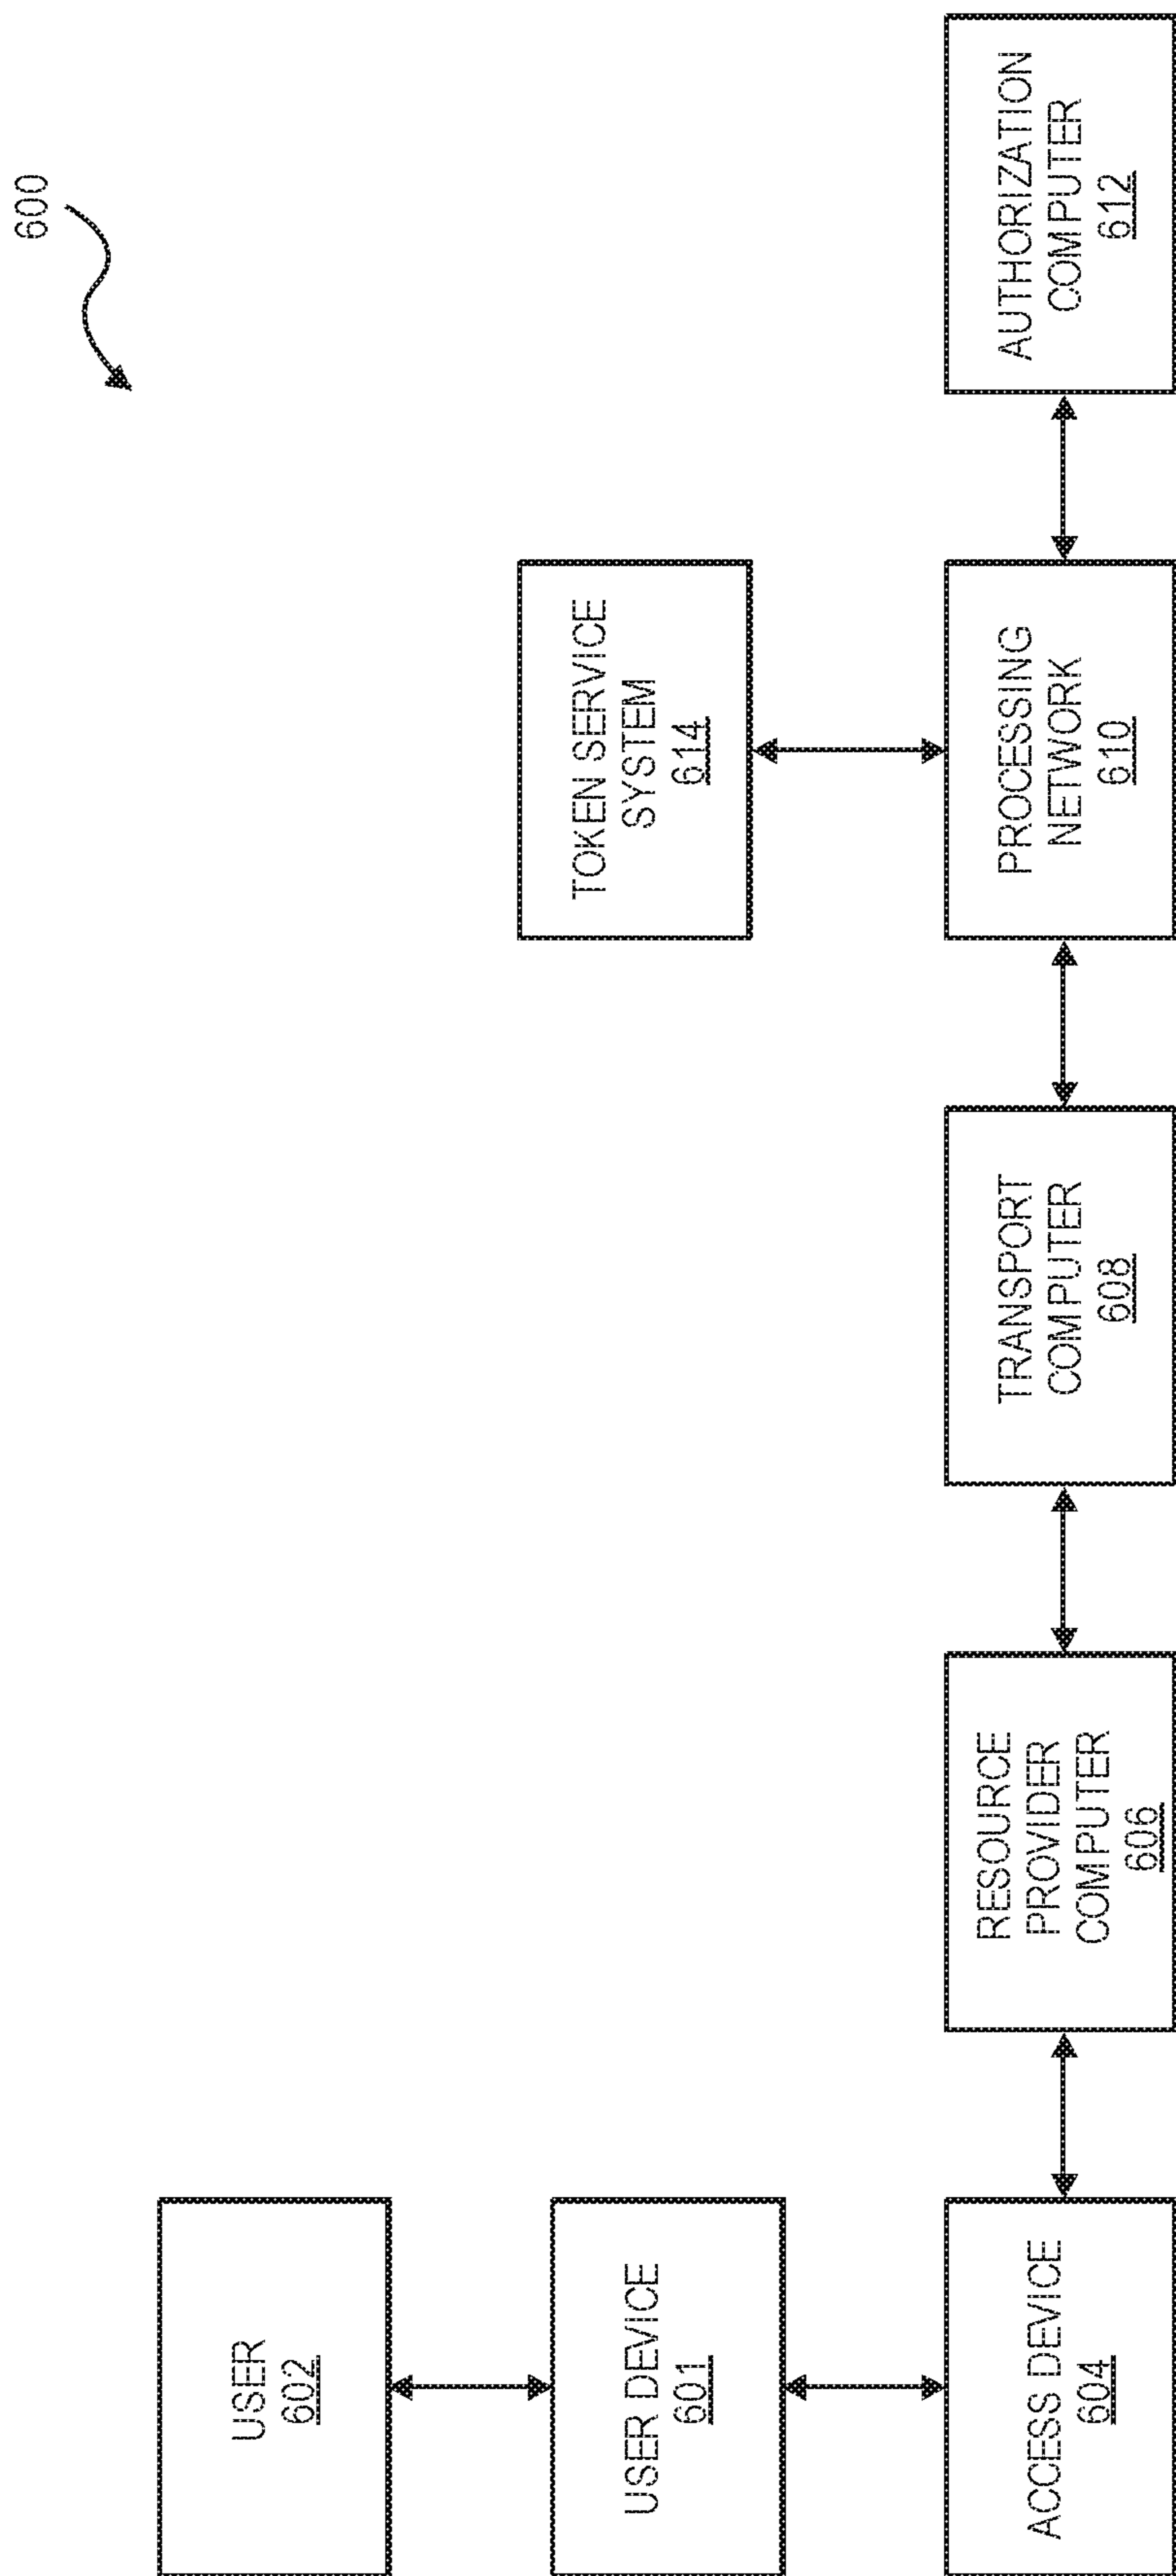 600
USER
602
USER DEVICE
601
ACCESS DEVICE
604
RESOURCE
PROVIDER
COMPUTER
606
TRANSPORT
COMPUTER
608
TOKEN SERVICE
SYSTEM
614
PROCESSING
NETWORK
610
AUTHORIZATION
COMPUTER
612